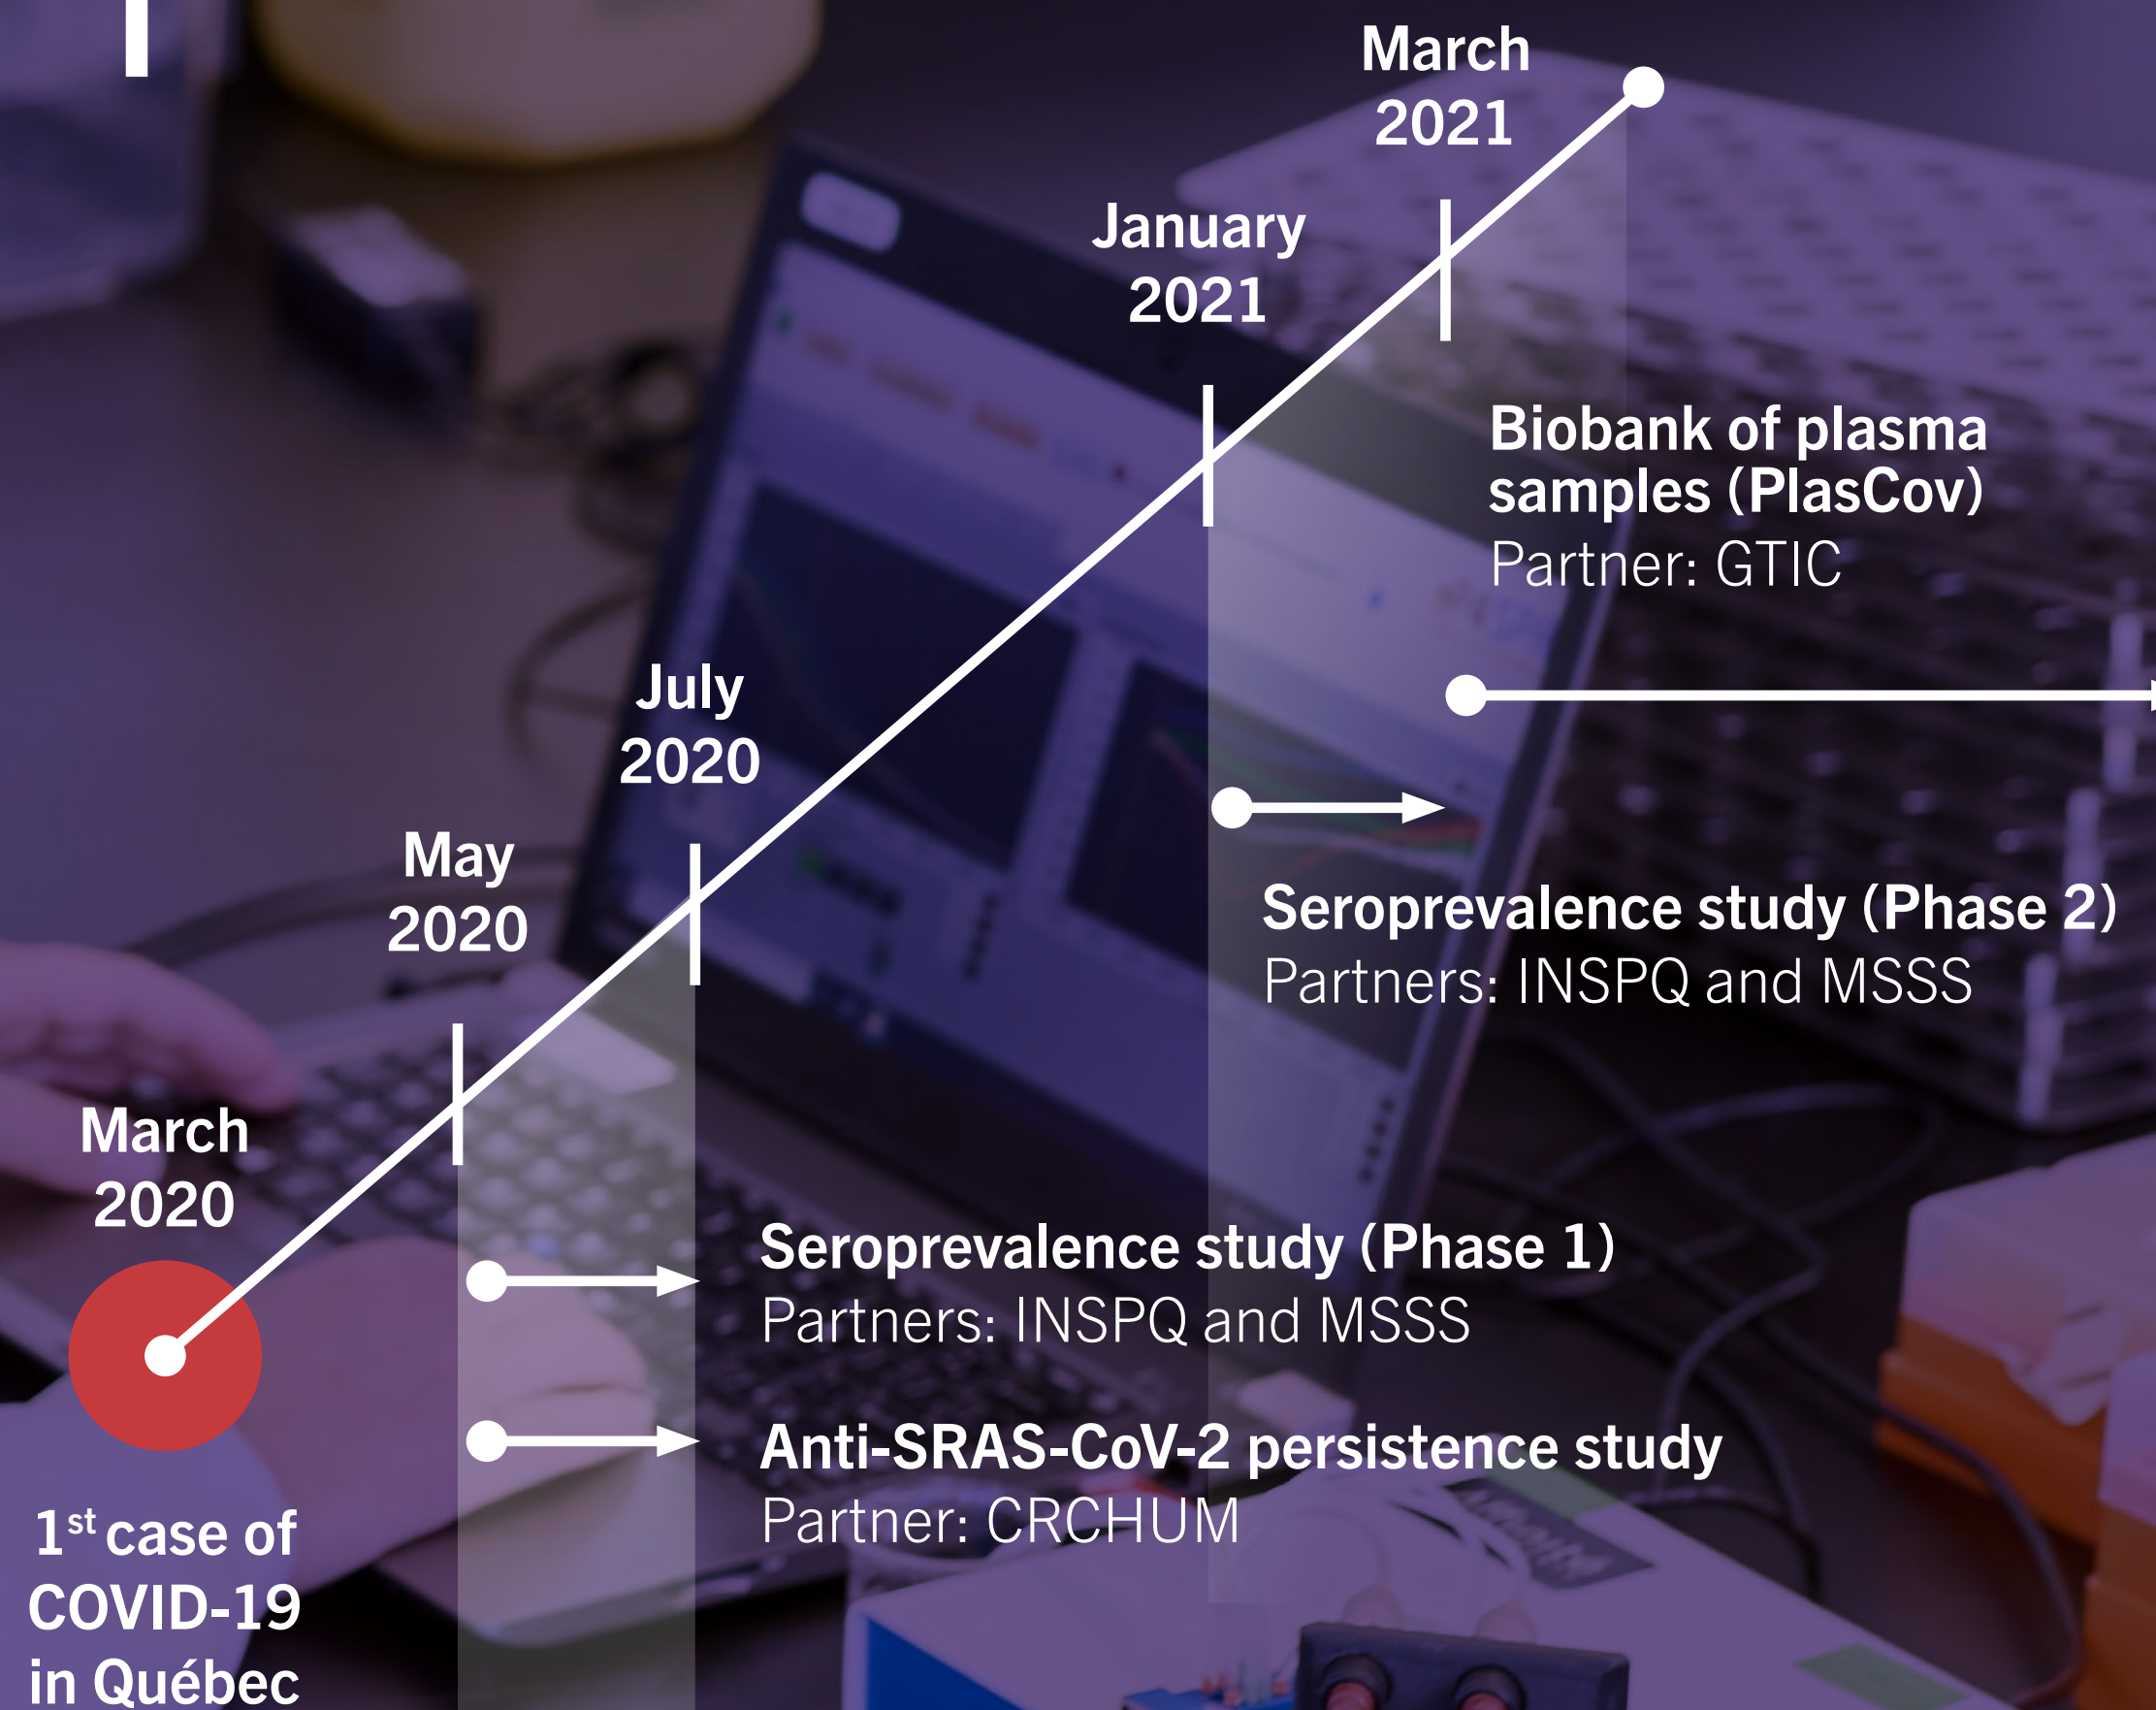 March
2021
January
2021
Biobank of plasma
samples (PlasCov)
Partner: GTIC
July
2020
May
2020
Seroprevalence study (Phase 2)
Partners: INSPQ and MSSS
March
2020
Seroprevalence study (Phase 1)
Partners: INSPQ and MSSS
Anti-SRAS-CoV-2 persistence study
Partner: CRCHUM
1st case of
COVID-19
in Québec